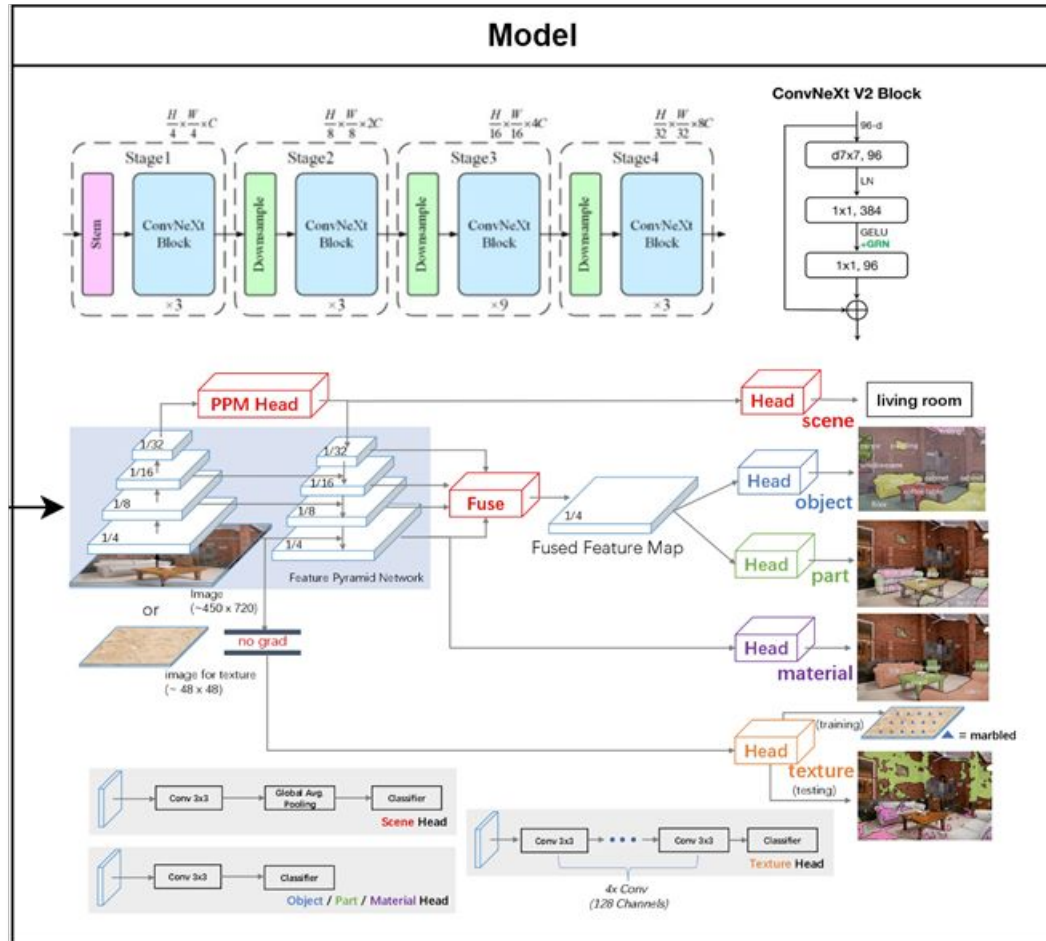 Model
H/4 × W/4 × C
H/8 × W/8 × 2C
H/16 × W/16 × 4C
H/32 × W/32 × 8C
Stage1
Stage2
Stage3
Stage4
Stem
ConvNeXt
Block
×3
Downsample
ConvNeXt
Block
×3
Downsample
ConvNeXt
Block
×9
Downsample
ConvNeXt
Block
×3
ConvNeXt V2 Block
96-d
d7x7, 96
LN
1x1, 384
GELU
+GRN
1x1, 96
PPM Head
Head
scene
living room
1/32
1/16
1/8
1/4
1/32
1/16
1/8
1/4
Feature Pyramid Network
Fuse
1/4
Fused Feature Map
Head
object
Head
part
Head
material
Image
(~450 x 720)
or
image for texture
(~ 48 x 48)
no grad
Head
texture
(training)
= marbled
(testing)
Conv 3x3
Global Avg.
Pooling
Classifier
Scene Head
Conv 3x3
Classifier
Object / Part / Material Head
Conv 3x3
Conv 3x3
Classifier
Texture Head
4x Conv
(128 Channels)